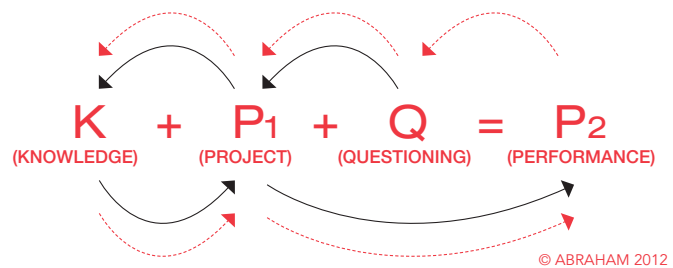 K + P1 + Q = P2
(KNOWLEDGE) (PROJECT) (QUESTIONING) (PERFORMANCE)
© ABRAHAM 2012